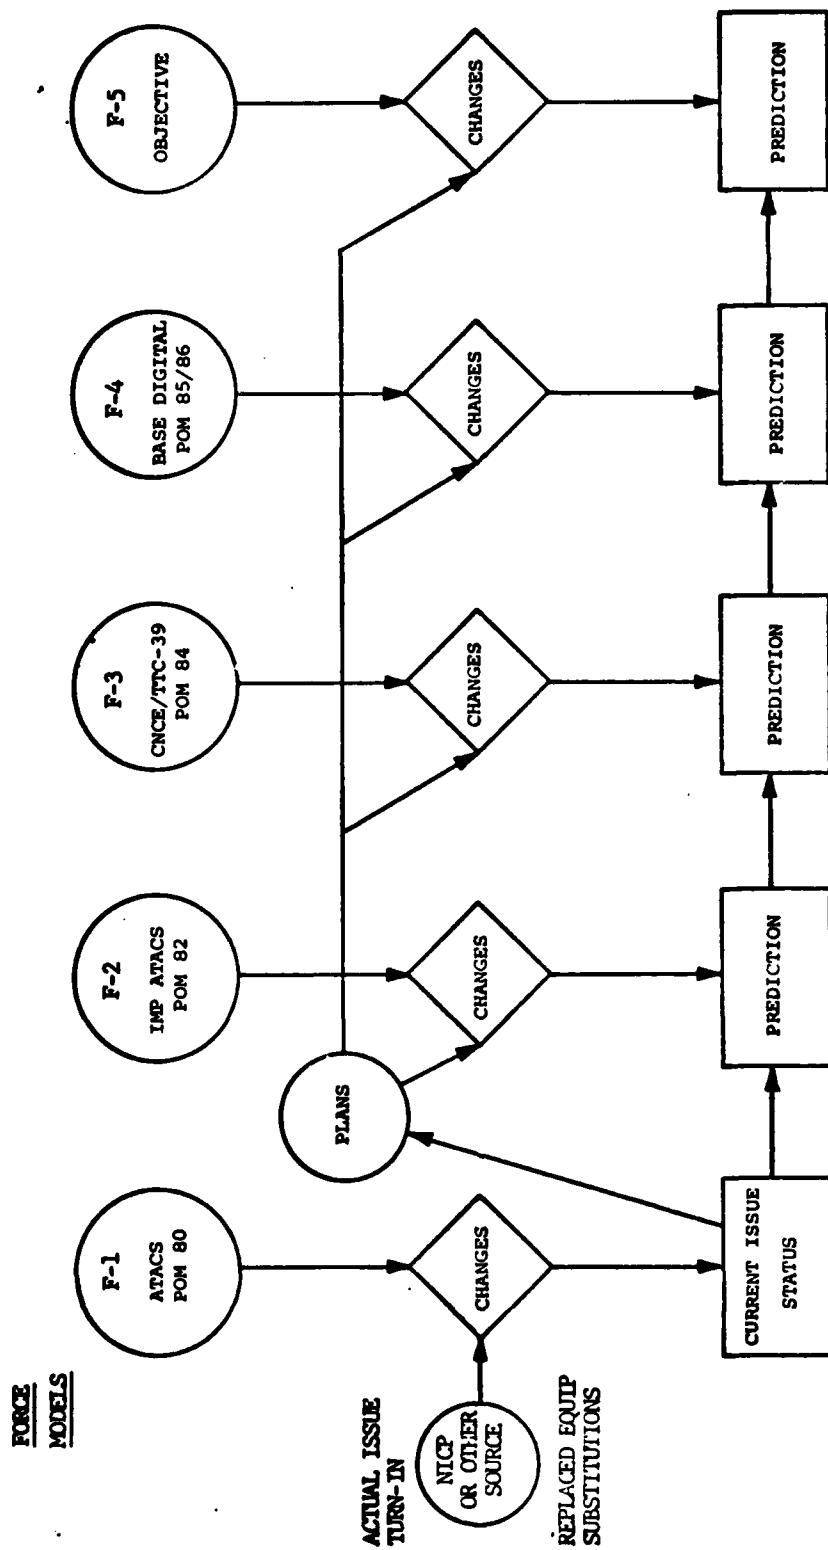 FORCE
MODELS
F-1
ATACS
POM 80
F-2
IMP ATACS
POM 82
F-3
CNCE/TTC-39
POM 84
F-4
BASE DIGITAL
POM 85/86
F-5
OBJECTIVE
PLANS
ACTUAL ISSUE
TURN-IN
NICP
OR OTHER
SOURCE
REPLACED EQUIP
SUBSTITUTIONS
CHANGES
CHANGES
CHANGES
CHANGES
CHANGES
CURRENT ISSUE
STATUS
PREDICTION
PREDICTION
PREDICTION
PREDICTION